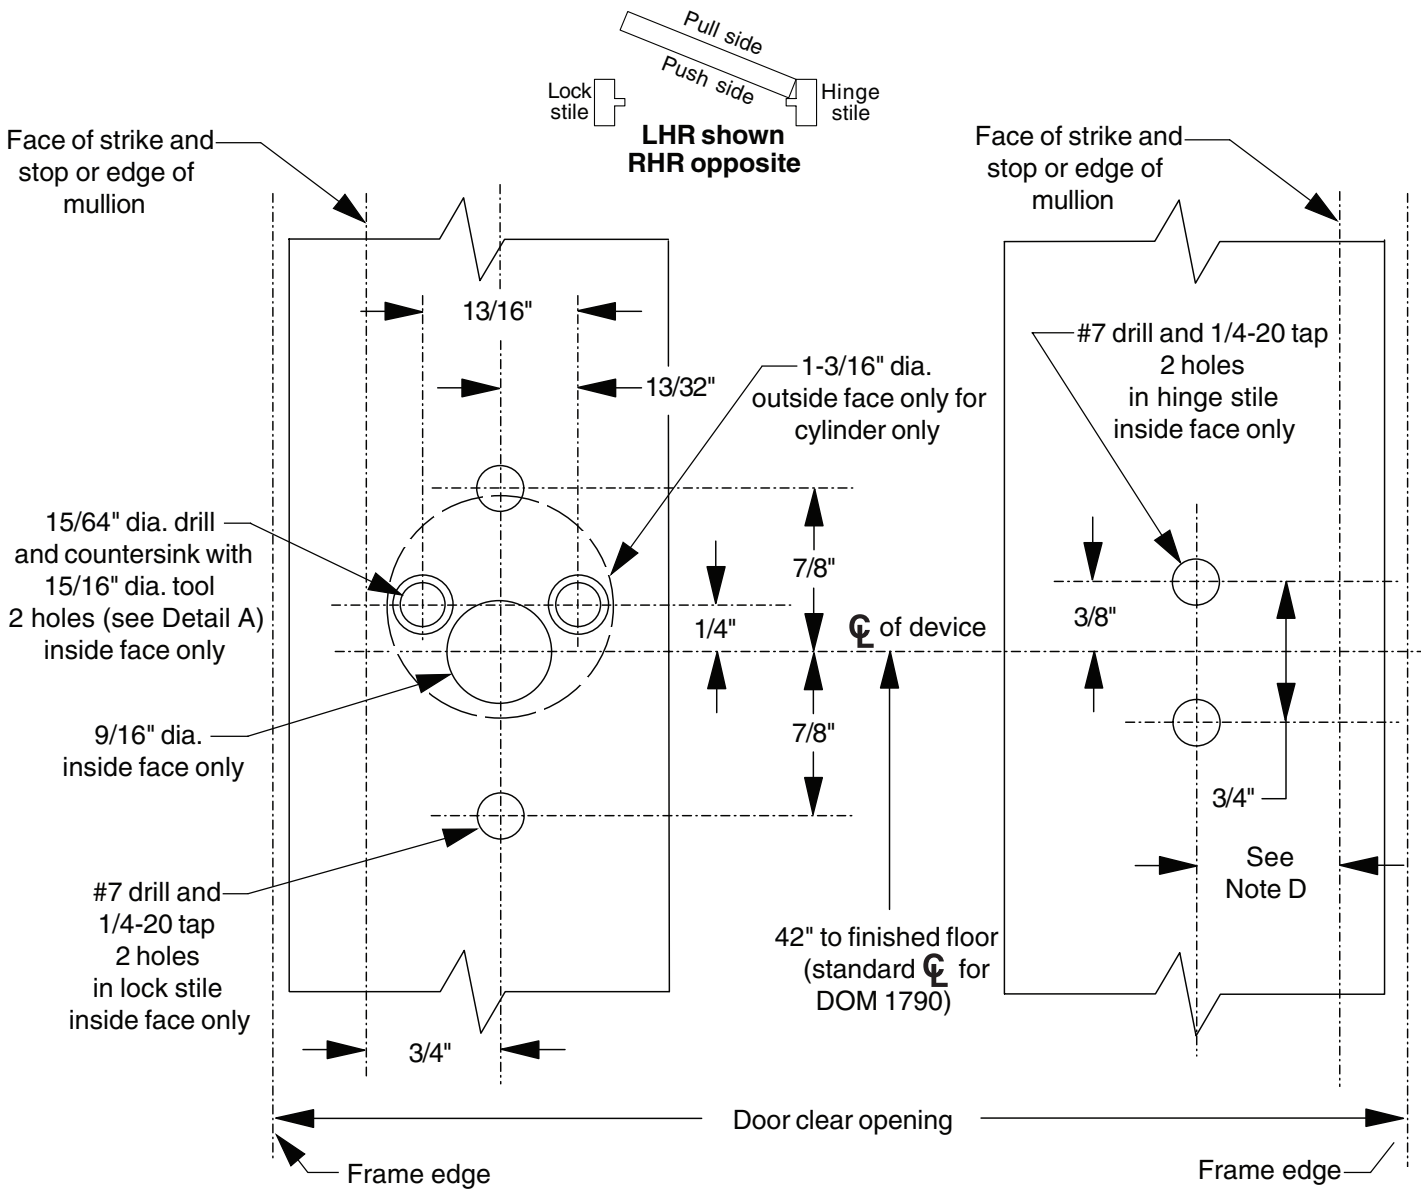 Pull side
Push side
Lock
stile
Hinge
stile
LHR shown
RHR opposite
Face of strike and
stop or edge of
mullion
Face of strike and
stop or edge of
mullion
13/16"
13/32"
1-3/16" dia.
outside face only for
cylinder only
#7 drill and 1/4-20 tap
2 holes
in hinge stile
inside face only
15/64" dia. drill
and countersink with
15/16" dia. tool
2 holes (see Detail A)
inside face only
7/8"
1/4"
℄ of device
3/8"
9/16" dia.
inside face only
7/8"
3/4"
See
Note D
#7 drill and
1/4-20 tap
2 holes
in lock stile
inside face only
42" to finished floor
(standard ℄ for
DOM 1790)
3/4"
Door clear opening
Frame edge
Frame edge